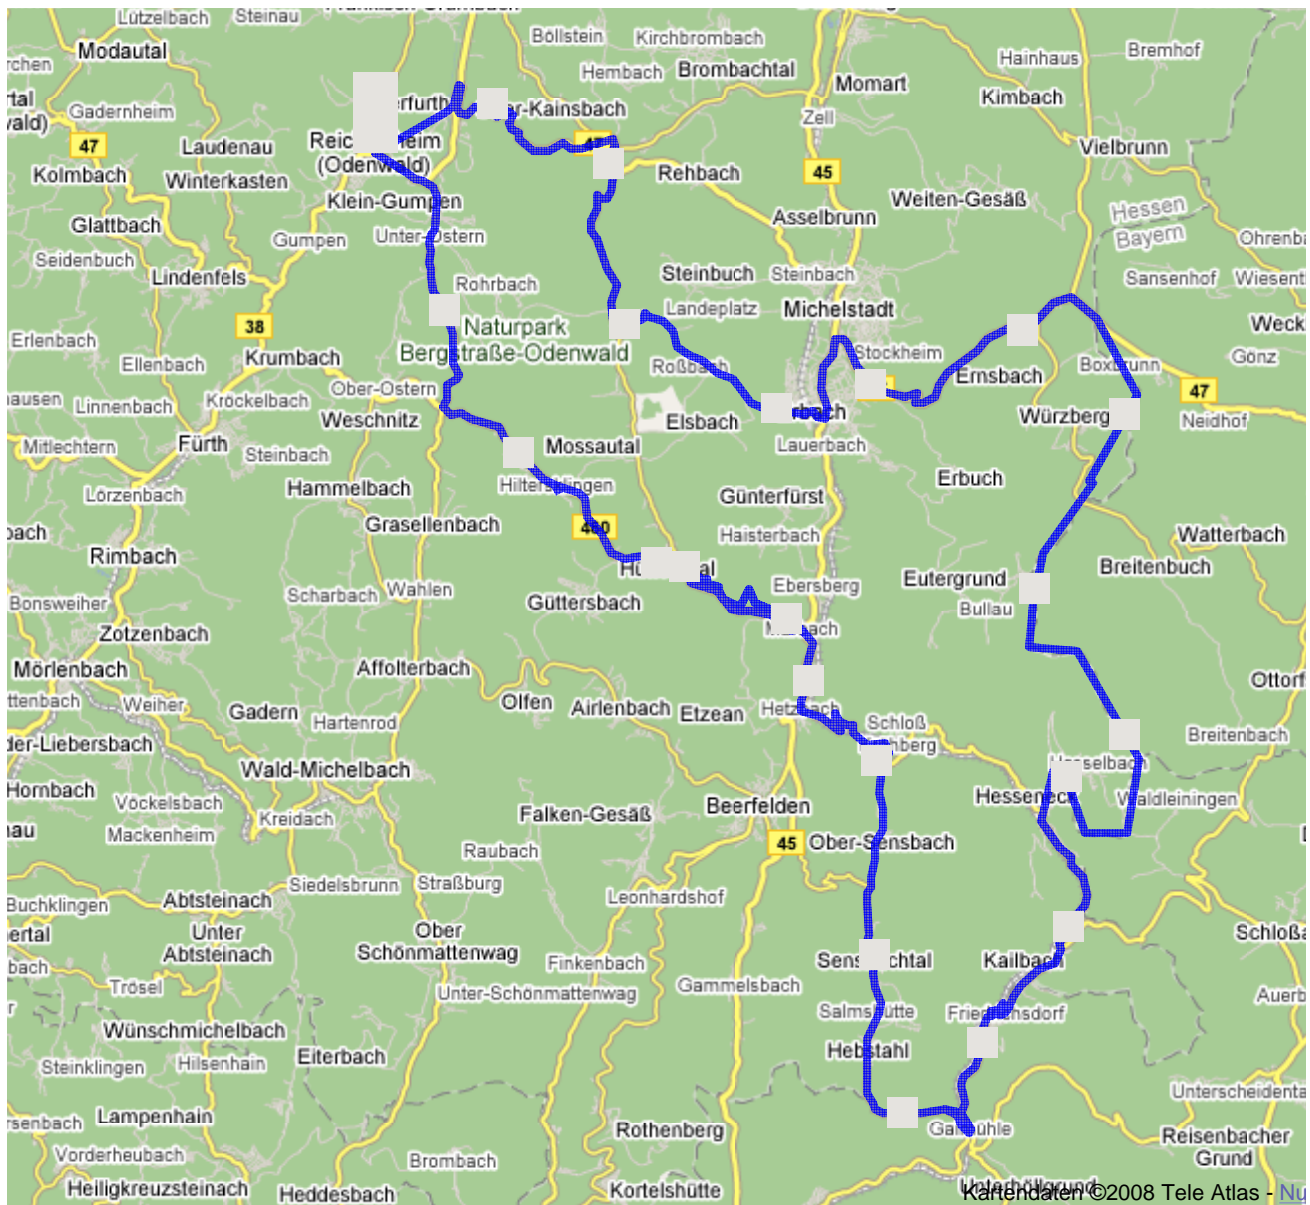 Lützelbach
Steinau
Modautal
Böllstein
Kirchbrombach
Hembach
Brombachtal
Momart
Hainhaus
Bremhof
Kimbach
Gadernheim
Zell
47
Laudenau
Kolmbach
Winterkasten
(Odenwald)
Klein-Gumpen
Rehbach
45
Vielbrunn
Weiten-Gesäß
Asselbrunn
Hessen
Bayern
Glattbach
Gumpen
Unter-Ostern
Seidenbuch
Lindenfels
Rohrbach
Steinbuch
Steinbach
Sansenhof
Landeplatz
Michelstadt
38
Naturpark
Bergstraße-Odenwald
Erlenbach
Krumbach
Ellenbach
Stockheim
Gönz
Roßbach
Ernsbach
Boxbrunn
47
Ober-Ostern
Kröckelbach
Linnenbach
Weschnitz
Elsbach
Würzberg
Neidhof
Mitlechtern
Fürth
Steinbach
Mossautal
Lauerbach
Lörzenbach
Hammelbach
Erbuch
Günterfürst
Grasellenbach
Haisterbach
Watterbach
Rimbach
Breitenbuch
Eutergrund
Ebersberg
Bullau
Bonsweiher
Scharbach
Wahlen
Güttersbach
Zotzenbach
Mörlenbach
Affolterbach
Weiher
Gadern
Hartenrod
Olfen
Airlenbach
Etzean
Schloß
Breitenbach
Wald-Michelbach
Hornbach
Vöckelsbach
Kreidach
Mackenheim
Falken-Gesäß
Beerfelden
Waldleiningen
45
Ober-Sensbach
Raubach
Siedelsbrunn
Straßburg
Leonhardshof
Abtsteinach
Buchklingen
Unter
Abtsteinach
Ober
Schönmattenwag
Finkenbach
Kailbach
Trösel
Unter-Schönmattenwag
Gammelsbach
Salmshütte
Wünschmichelbach
Eiterbach
Hebstahl
Steinklingen
Hilsenhain
Lampenhain
Rothenberg
Reisenbacher
Grund
Vorderheubach
Brombach
Heiligkreuzsteinach
Heddesbach
Kortelshütte
Unterhöllgrund
Kartendaten ©2008 Tele Atlas -